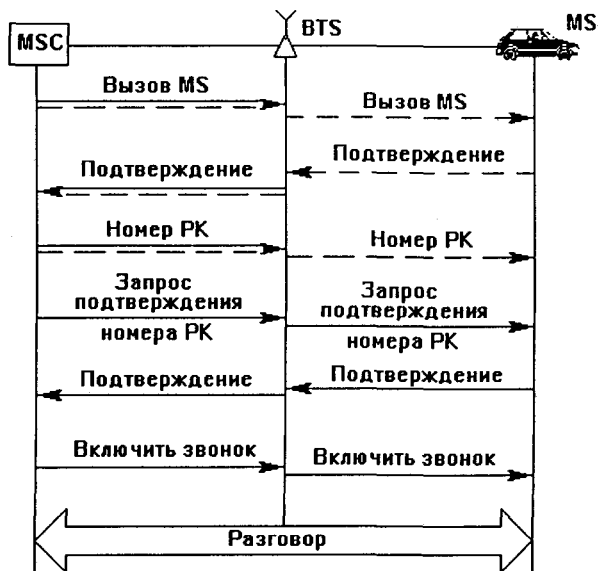 MSC
BTS
MS
Вызов MS
Вызов MS
Подтверждение
Подтверждение
Номер РК
Номер РК
Запрос
подтверждения
номера РК
Запрос
подтверждения
номера РК
Подтверждение
Подтверждение
Включить звонок
Включить звонок
Разговор